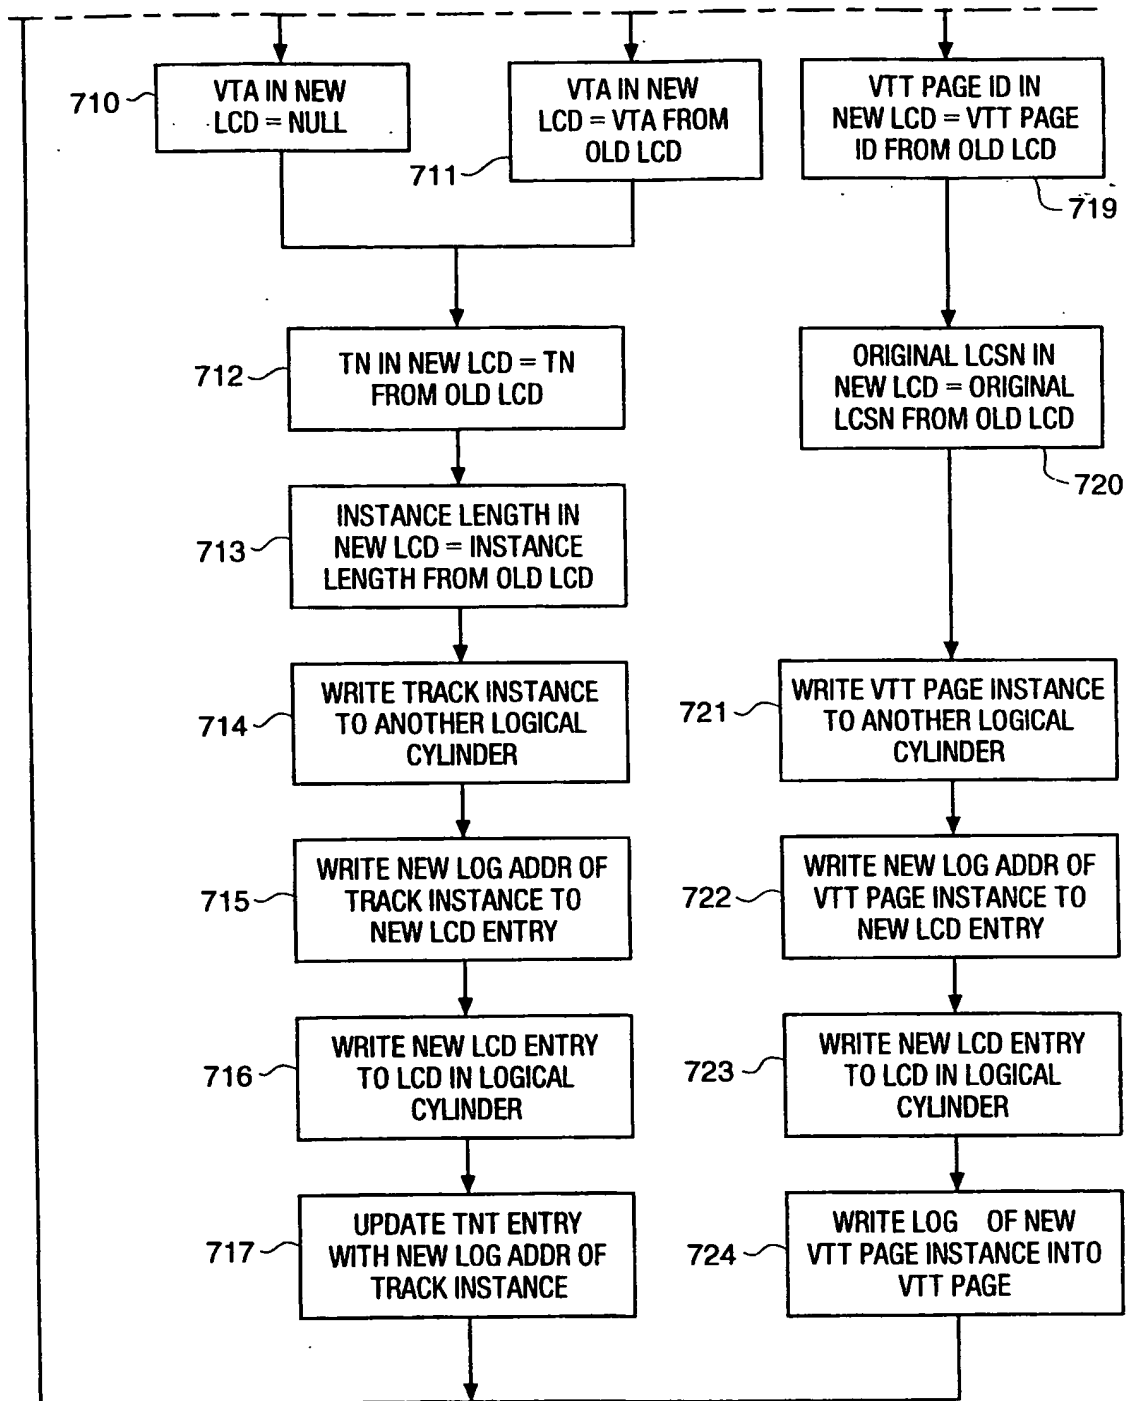 710
VTA IN NEW
LCD = NULL
711
VTA IN NEW
LCD = VTA FROM
OLD LCD
VTT PAGE ID IN
NEW LCD = VTT PAGE
ID FROM OLD LCD
719
712
TN IN NEW LCD = TN
FROM OLD LCD
ORIGINAL LCSN IN
NEW LCD = ORIGINAL
LCSN FROM OLD LCD
720
713
INSTANCE LENGTH IN
NEW LCD = INSTANCE
LENGTH FROM OLD LCD
714
WRITE TRACK INSTANCE
TO ANOTHER LOGICAL
CYLINDER
721
WRITE VTT PAGE INSTANCE
TO ANOTHER LOGICAL
CYLINDER
715
WRITE NEW LOG ADDR OF
TRACK INSTANCE TO
NEW LCD ENTRY
722
WRITE NEW LOG ADDR OF
VTT PAGE INSTANCE TO
NEW LCD ENTRY
716
WRITE NEW LCD ENTRY
TO LCD IN LOGICAL
CYLINDER
723
WRITE NEW LCD ENTRY
TO LCD IN LOGICAL
CYLINDER
717
UPDATE TNT ENTRY
WITH NEW LOG ADDR OF
TRACK INSTANCE
724
WRITE LOG OF NEW
VTT PAGE INSTANCE INTO
VTT PAGE